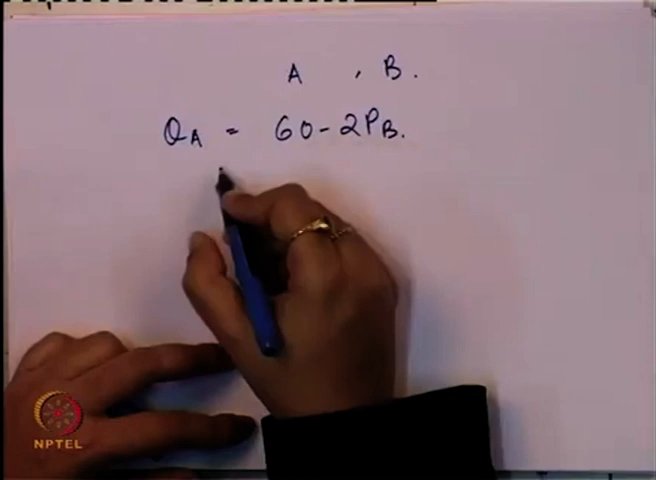 A , B.
QA = 60-2PB.
NPTEL